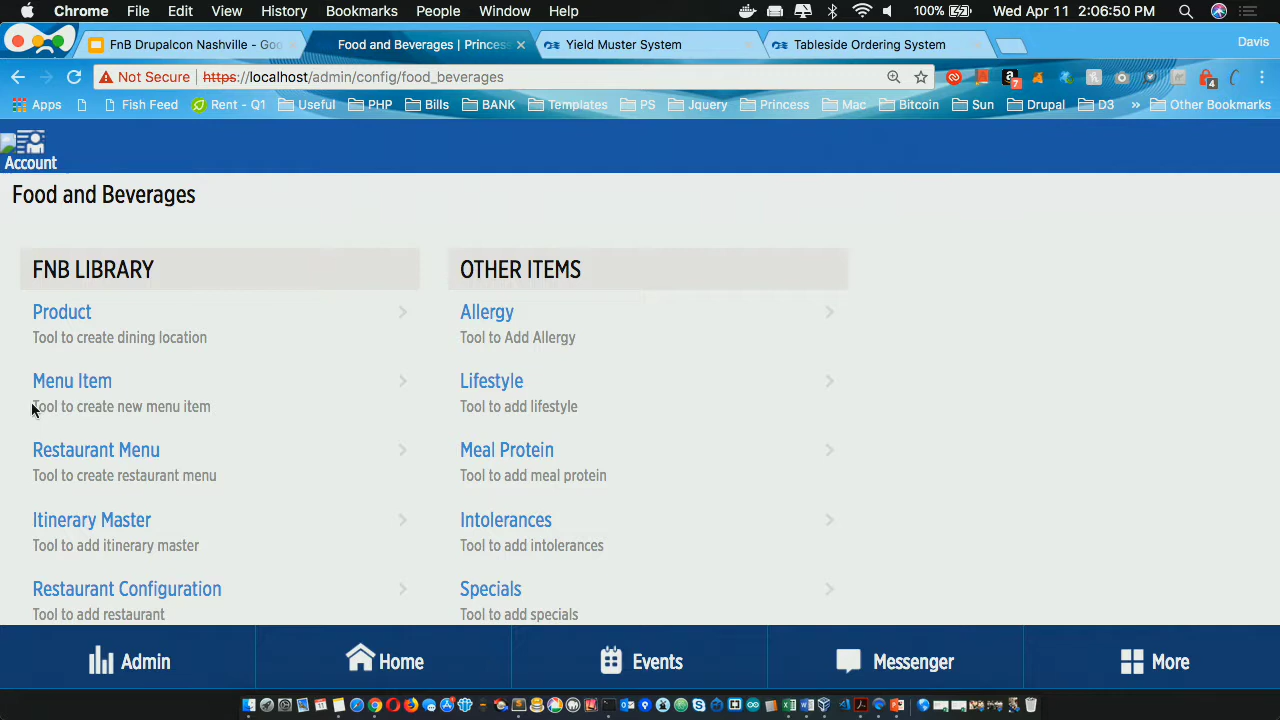 Chrome File Edit View History Bookmarks People Window Help 100% Wed Apr 11 2:06:50 PM
FnB Drupalcon Nashville - Goo Food and Beverages | Princess Yield Muster System Tableside Ordering System Davis
Not Secure https://localhost/admin/config/food_beverages 7 4
Apps Fish Feed Rent - Q1 Useful PHP Bills BANK Templates PS Jquery Princess Mac Bitcoin Sun Drupal D3 » Other Bookmarks
Account
Food and Beverages
FNB LIBRARY
Product
Tool to create dining location
Menu Item
Tool to create new menu item
Restaurant Menu
Tool to create restaurant menu
Itinerary Master
Tool to add itinerary master
Restaurant Configuration
Tool to add restaurant
OTHER ITEMS
Allergy
Tool to Add Allergy
Lifestyle
Tool to add lifestyle
Meal Protein
Tool to add meal protein
Intolerances
Tool to add intolerances
Specials
Tool to add specials
Admin Home Events Messenger More